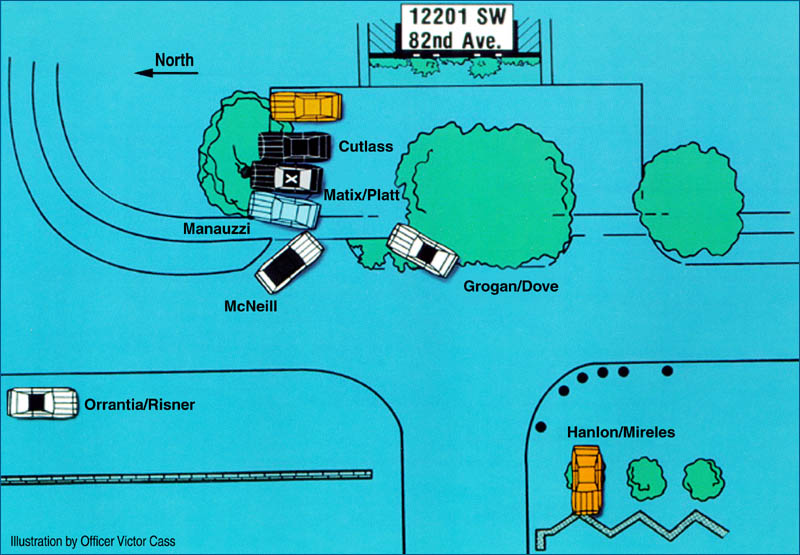 12201 SW
82nd Ave.
North
Cutlass
X
Matix/Platt
Manauzzi
Grogan/Dove
McNeill
Orrantia/Risner
Hanlon/Mireles
Illustration by Officer Victor Cass